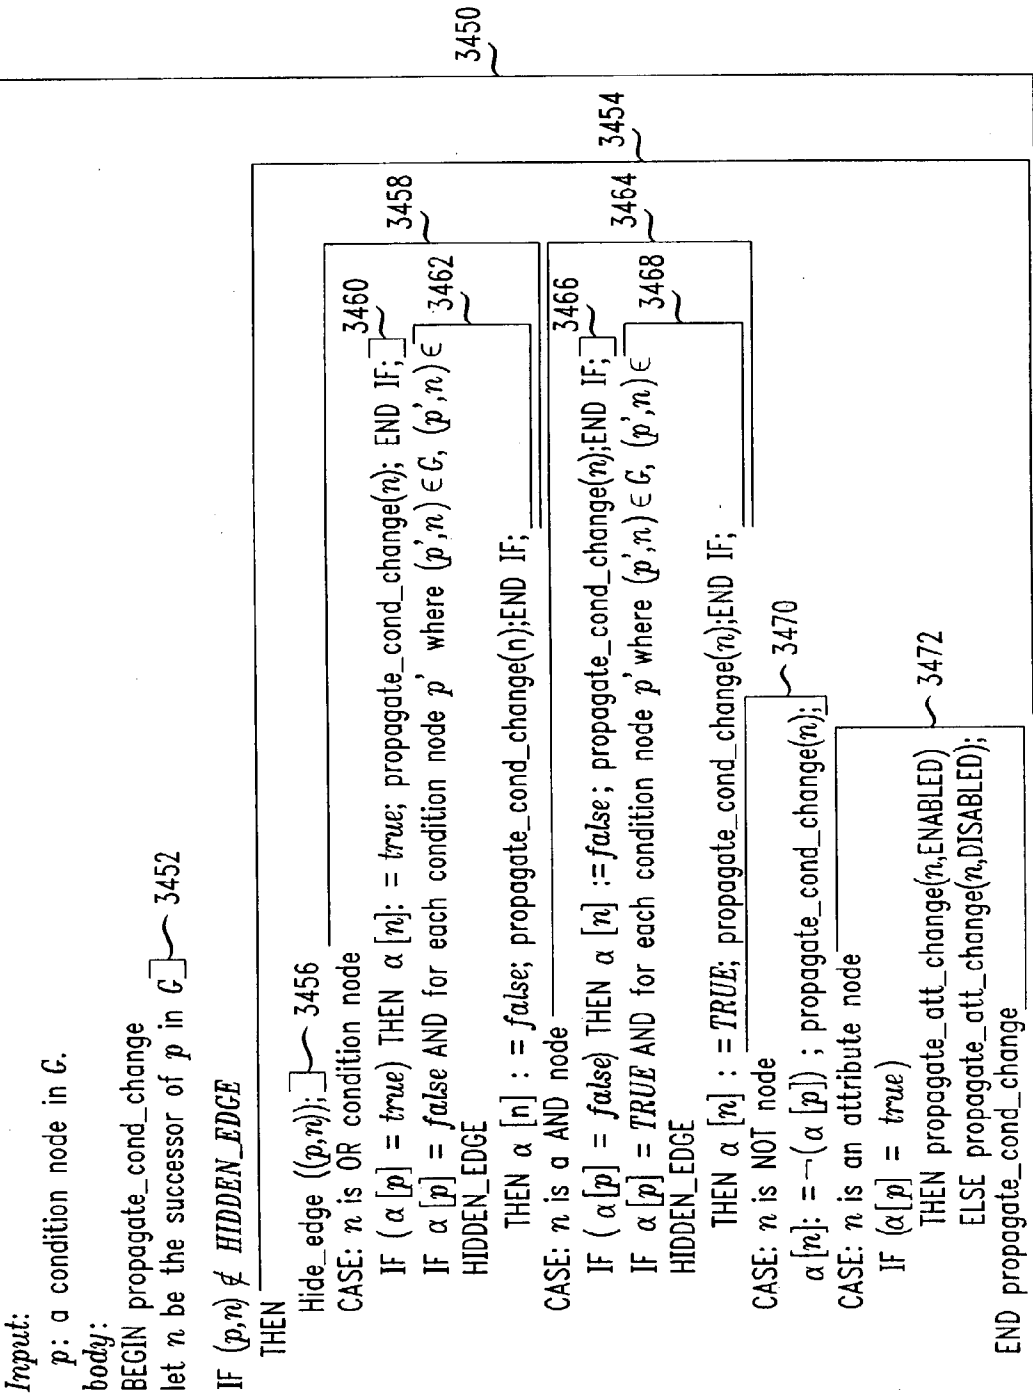 Input:
p: a condition node in G.
body:
BEGIN propagate_cond_change
let n be the successor of p in G 3452
IF (p,n) ∉ HIDDEN_EDGE
THEN
Hide_edge ((p,n)); 3456
CASE: n is OR condition node
IF ( α [p] = true) THEN α [n]: = true; propagate_cond_change(n); END IF; 3460
IF α [p] = false AND for each condition node p' where (p',n) ∈ G, (p',n) ∈
HIDDEN_EDGE
3458
3462
THEN α [n] : = false; propagate_cond_change(n);END IF;
CASE: n is a AND node
IF ( α [p] = false) THEN α [n] :=false; propagate_cond_change(n);END IF; 3466
IF α [p] = TRUE AND for each condition node p' where (p',n) ∈ G, (p',n) ∈
HIDDEN_EDGE
3464
3468
THEN α [n] : =TRUE; propagate_cond_change(n);END IF;
CASE: n is NOT node
α [n]: =¬(α [p]) ; propagate_cond_change(n); 3470
CASE: n is an attribute node
IF (α[p] = true)
THEN propagate_att_change(n,ENABLED) 3472
ELSE propagate_att_change(n,DISABLED);
END propagate_cond_change
3454
3450